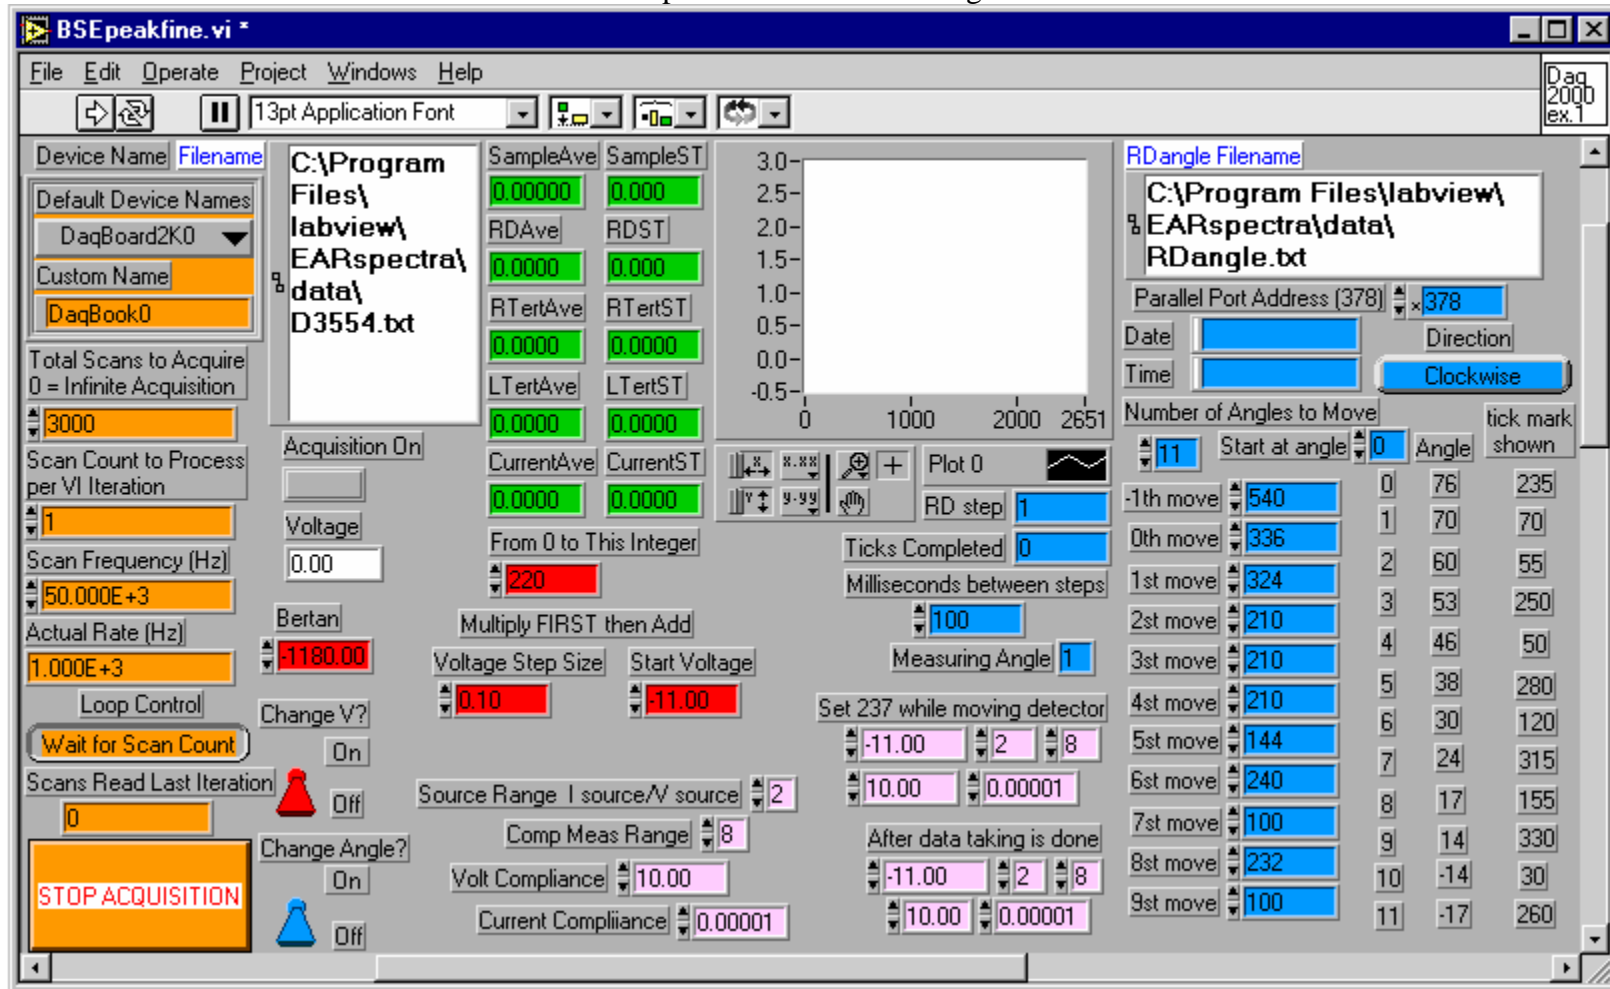 BSEpeakfine.vi *
File Edit Operate Project Windows Help
13pt Application Font
Daq
2000
ex.1
Device Name Filename
Default Device Names
DaqBoard2K0
Custom Name
DaqBook0
Total Scans to Acquire
0 = Infinite Acquisition
3000
Scan Count to Process
per VI Iteration
1
Scan Frequency (Hz)
50.000E+3
Actual Rate (Hz)
1.000E+3
Loop Control
Wait for Scan Count
Scans Read Last Iteration
0
STOP ACQUISITION
C:\Program
Files\
labview\
EARspectra\
data\
D3554.txt
Acquisition On
Voltage
0.00
Bertan
-1180.00
Change V?
On
Off
Change Angle?
On
Off
SampleAve SampleST
0.00000 0.000
RDAve RDST
0.0000 0.000
RTertAve RTertST
0.0000 0.0000
LTertAve LTertST
0.0000 0.0000
CurrentAve CurrentST
0.0000 0.0000
From 0 to This Integer
220
Multiply FIRST then Add
Voltage Step Size Start Voltage
0.10 -11.00
Source Range I source/V source 2
Comp Meas Range 8
Volt Compliance 10.00
Current Compliiance 0.00001
3.0
2.5
2.0
1.5
1.0
0.5
0.0
-0.5
0 1000 2000 2651
X X.XX
Y Y.YY
Plot 0
RD step 1
Ticks Completed 0
Milliseconds between steps
100
Measuring Angle 1
Set 237 while moving detector
-11.00 2 8
10.00 0.00001
After data taking is done
-11.00 2 8
10.00 0.00001
RDangle Filename
C:\Program Files\labview\
EARspectra\data\
RDangle.txt
Parallel Port Address (378) x378
Date
Direction
Time
Clockwise
Number of Angles to Move
11
Start at angle 0
Angle
tick mark
shown
-1th move 540
0th move 336
1st move 324
2st move 210
3st move 210
4st move 210
5st move 144
6st move 240
7st move 100
8st move 232
9st move 100
0 76 235
1 70 70
2 60 55
3 53 250
4 46 50
5 38 280
6 30 120
7 24 315
8 17 155
9 14 330
10 -14 30
11 -17 260